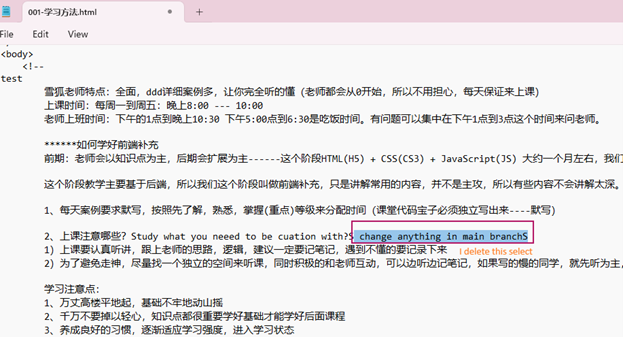 001-学习方法.html
File Edit View
<body>
<!--
test
雪狐老师特点：全面，ddd详细案例多，让你完全听的懂（老师都会从0开始，所以不用担心，每天保证来上课）
上课时间：每周一到周五：晚上8:00 --- 10:00
老师上班时间：下午的1点到晚上10:30 下午5:00点到6:30是吃饭时间。有问题可以集中在下午1点到3点这个时间来问老师。
******如何学好前端补充
前期：老师会以知识点为主，后期会扩展为主------这个阶段HTML(H5) + CSS(CS3) + JavaScript(JS) 大约一个月左右，我们
这个阶段教学主要基于后端，所以我们这个阶段叫做前端补充，只是讲解常用的内容，并不是主攻，所以有些内容不会讲解太深。
1、每天案例要求默写，按照先了解，熟悉，掌握(重点)等级来分配时间（课堂代码宝子必须独立写出来----默写）
2、上课注意哪些? Study what you neeed to be cuation with?S change anything in main branchS
1）上课要认真听讲，跟上老师的思路，逻辑，建议一定要记笔记，遇到不懂的要记录下来
I delete this select
2）为了避免走神，尽量找一个独立的空间来听课，同时积极的和老师互动，可以边听边记笔记，如果写的慢的同学，就先听为主，
学习注意点：
1、万丈高楼平地起，基础不牢地动山摇
2、千万不要掉以轻心，知识点都很重要学好基础才能学好后面课程
3、养成良好的习惯，逐渐适应学习强度，进入学习状态